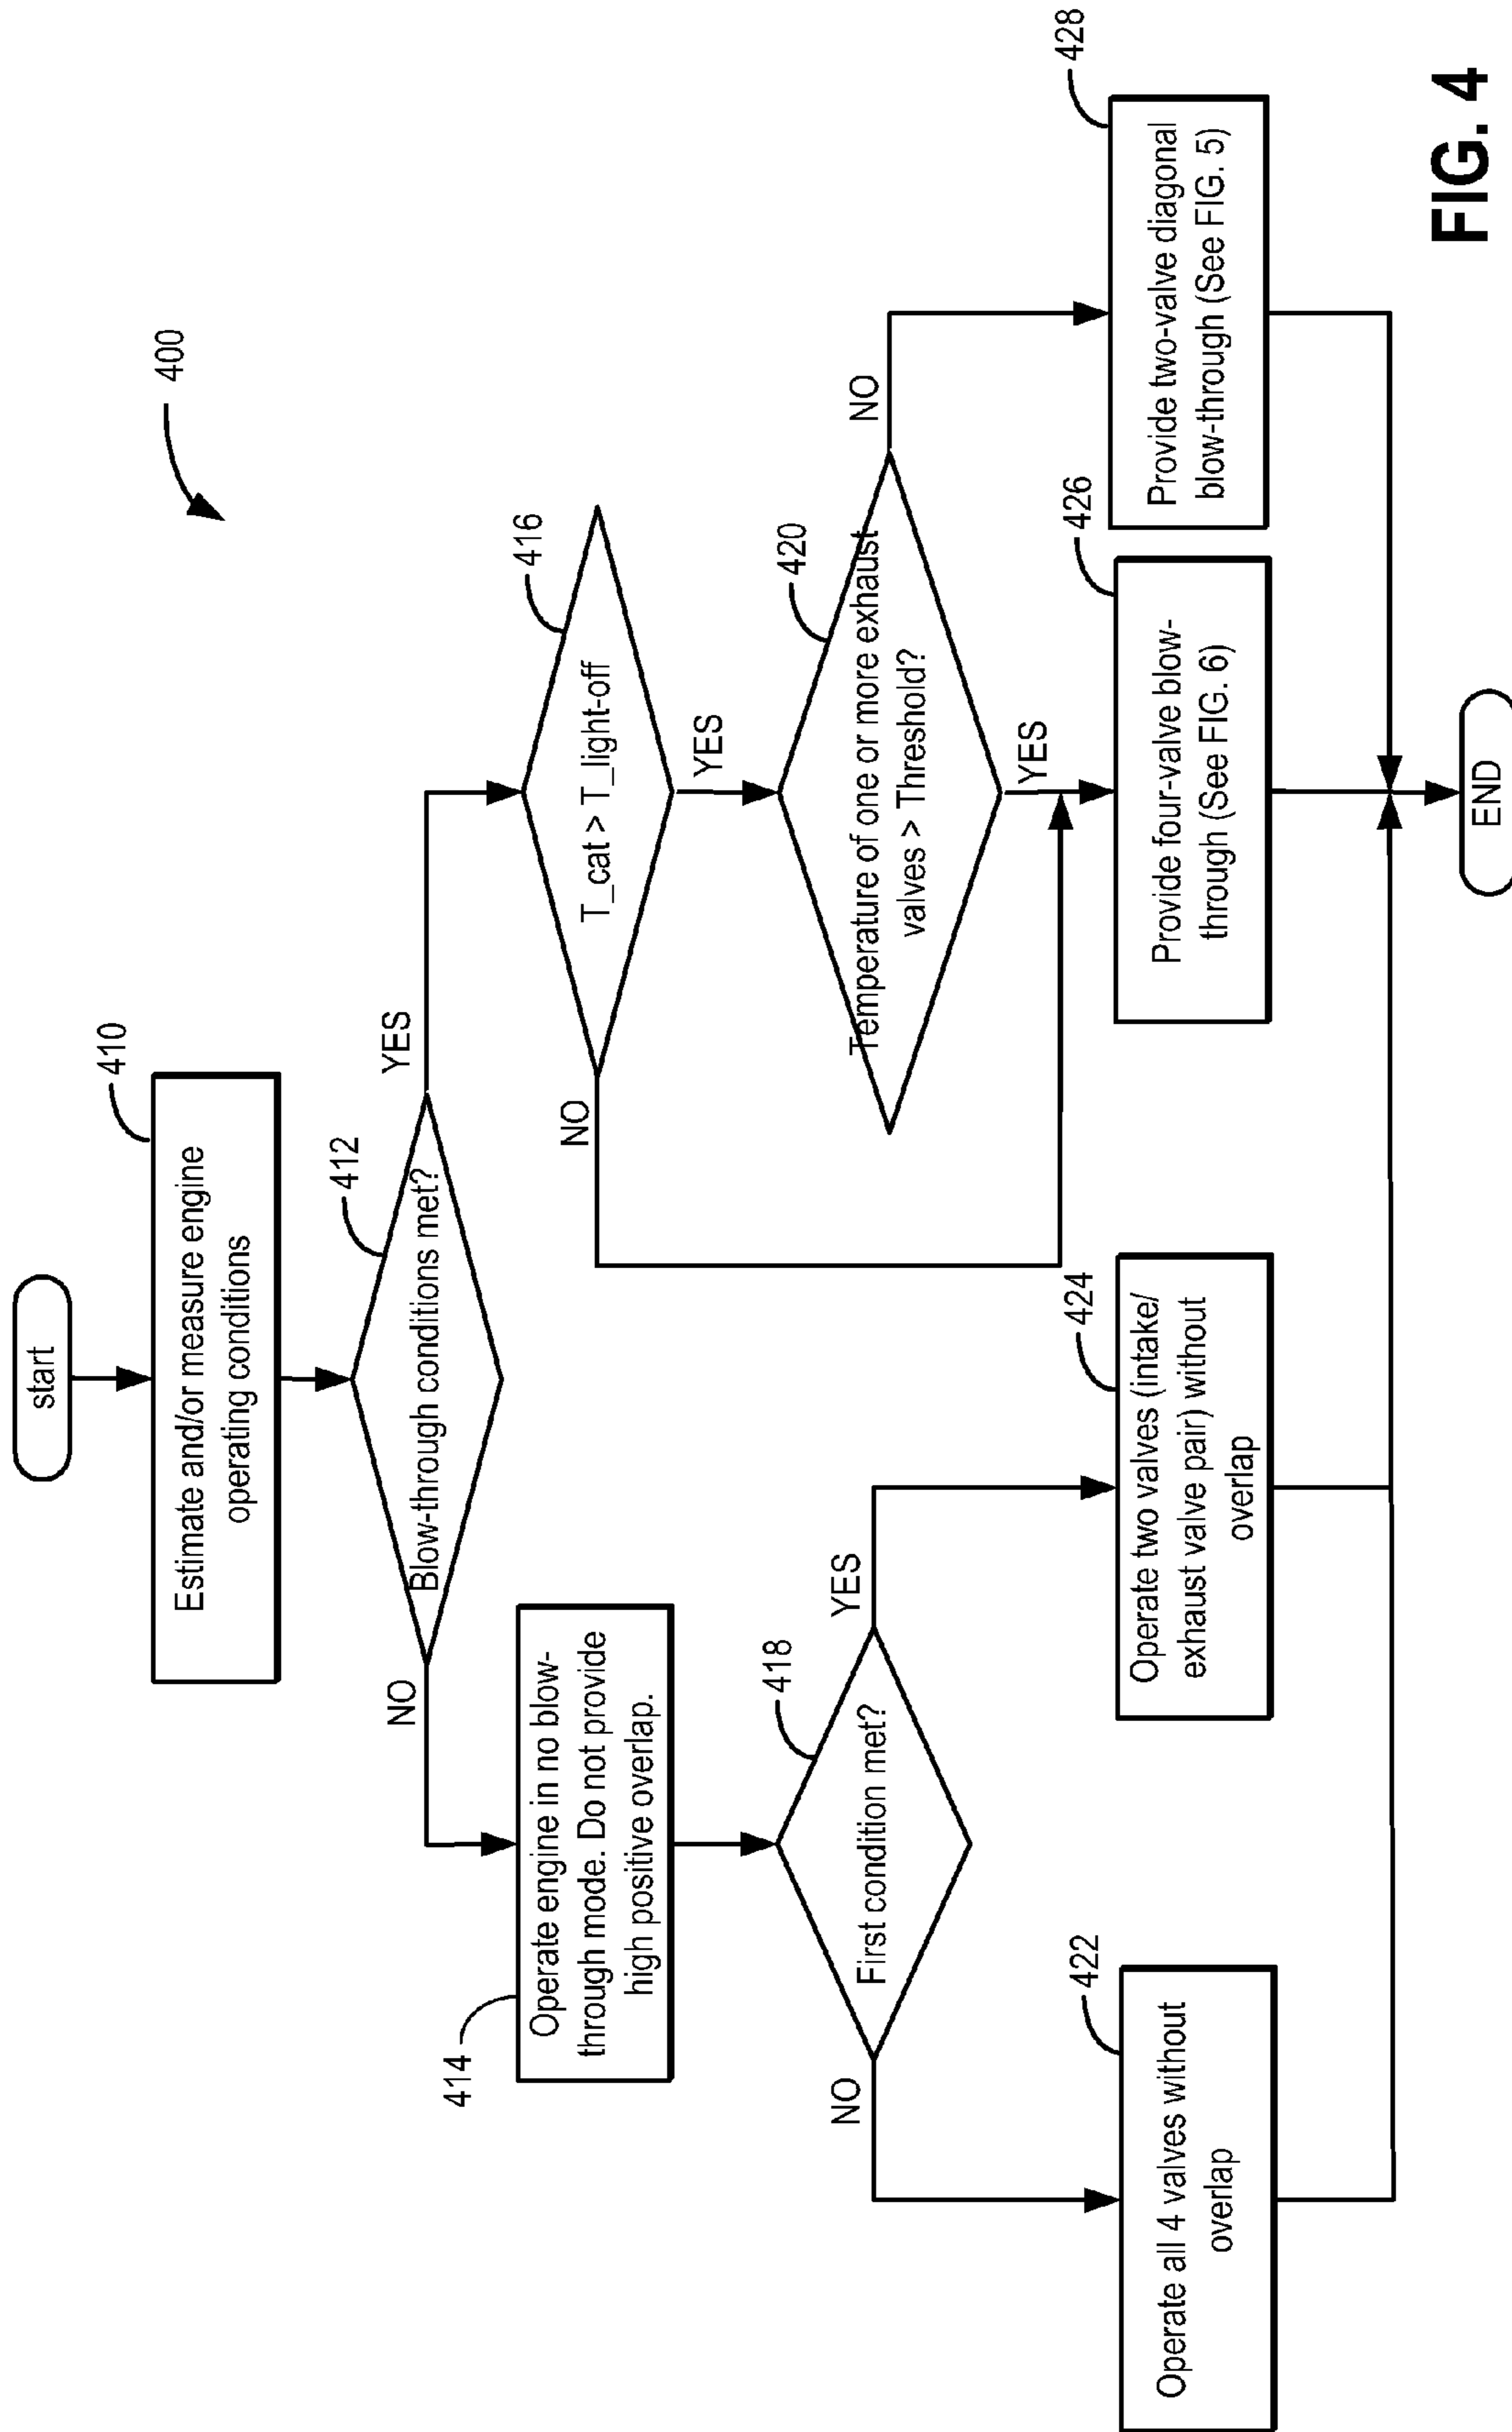 400
start
Estimate and/or measure engine
operating conditions
410
Blow-through conditions met?
412
NO
YES
Operate engine in no blow-
through mode. Do not provide
high positive overlap.
414
T_cat > T_light-off
416
NO
YES
First condition met?
418
NO
YES
Temperature of one or more exhaust
valves > Threshold?
420
YES
NO
Operate all 4 valves without
overlap
422
Operate two valves (intake/
exhaust valve pair) without
overlap
424
Provide four-valve blow-
through (See FIG. 6)
426
Provide two-valve diagonal
blow-through (See FIG. 5)
428
END
FIG. 4